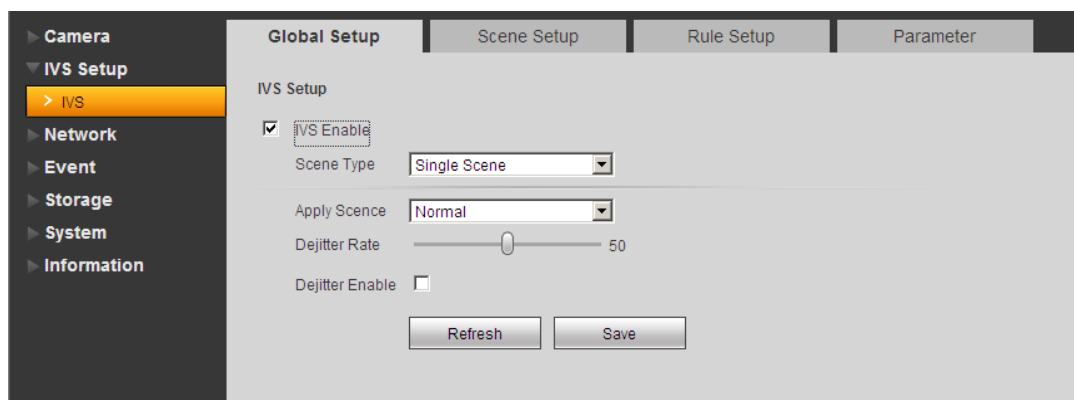 Camera
IVS Setup
> IVS
Network
Event
Storage
System
Information
Global Setup
Scene Setup
Rule Setup
Parameter
IVS Setup
IVS Enable
Scene Type Single Scene
Apply Scence Normal
Dejitter Rate 50
Dejitter Enable
Refresh Save